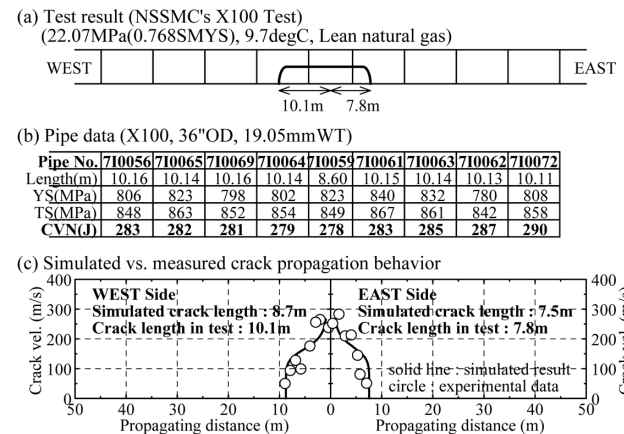 (a) Test result (NSSMC's X100 Test)
(22.07MPa(0.768SMYS), 9.7degC, Lean natural gas)
WEST EAST
10.1m 7.8m
(b) Pipe data (X100, 36"OD, 19.05mmWT)
Pipe No. 7I0056 7I0065 7I0069 7I0064 7I0059 7I0061 7I0063 7I0062 7I0072
Length(m) 10.16 10.14 10.16 10.14 8.60 10.15 10.14 10.13 10.11
YS(MPa) 806 823 798 802 823 840 832 780 808
TS(MPa) 848 863 852 854 849 867 861 842 858
CVN(J) 283 282 281 279 278 283 285 287 290
(c) Simulated vs. measured crack propagation behavior
Crack vel. (m/s)
400
300
200
100
0
WEST Side
Simulated crack length : 8.7m
Crack length in test : 10.1m
EAST Side
Simulated crack length : 7.5m
Crack length in test : 7.8m
solid line : simulated result
circle : experimental data
400
300
200
100
0
Crack vel. (m/s)
50 40 30 20 10 0 10 20 30 40 50
Propagating distance (m) Propagating distance (m)